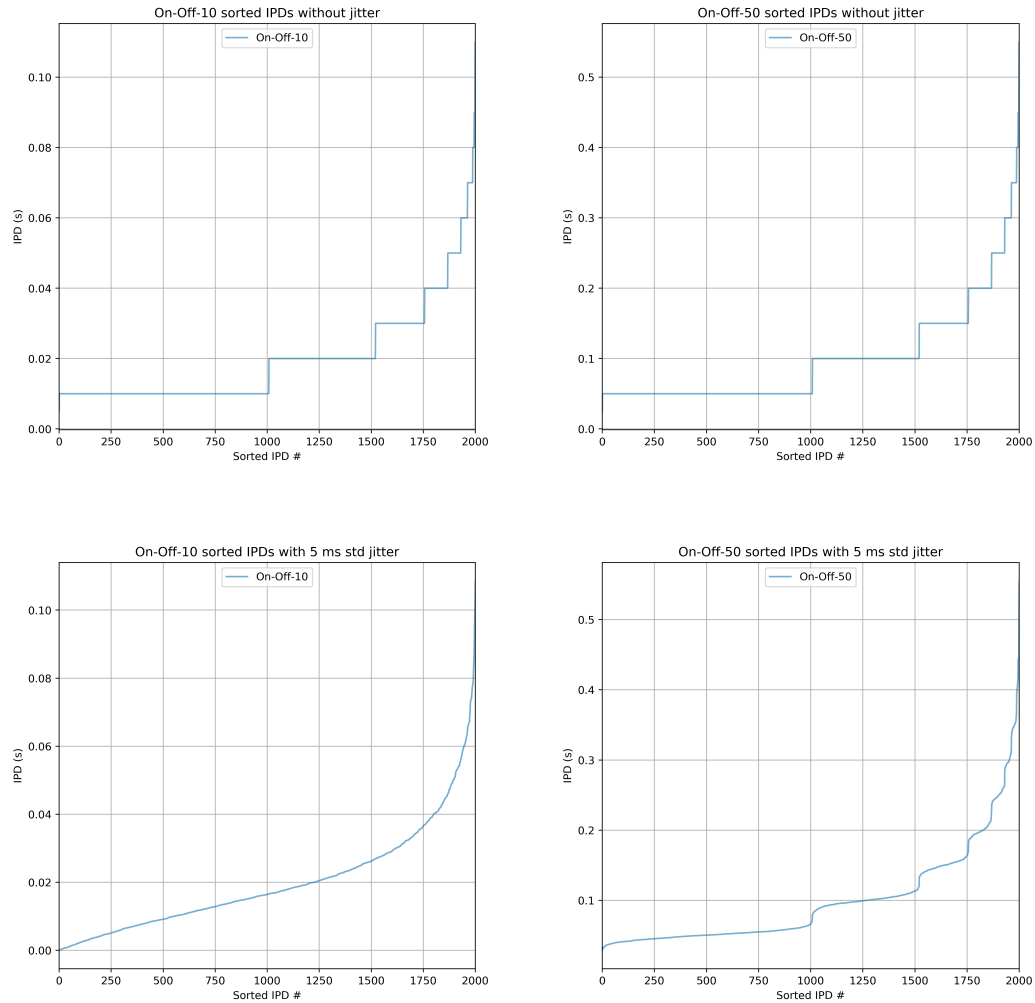 On-Off-10 sorted IPDs without jitter
On-Off-10
0.10
0.08
0.06
0.04
0.02
0.00
IPD (s)
0 250 500 750 1000 1250 1500 1750 2000
Sorted IPD #
On-Off-50 sorted IPDs without jitter
On-Off-50
0.5
0.4
0.3
0.2
0.1
0.0
IPD (s)
0 250 500 750 1000 1250 1500 1750 2000
Sorted IPD #
On-Off-10 sorted IPDs with 5 ms std jitter
On-Off-10
0.10
0.08
0.06
0.04
0.02
0.00
IPD (s)
0 250 500 750 1000 1250 1500 1750 2000
Sorted IPD #
On-Off-50 sorted IPDs with 5 ms std jitter
On-Off-50
0.5
0.4
0.3
0.2
0.1
IPD (s)
0 250 500 750 1000 1250 1500 1750 2000
Sorted IPD #